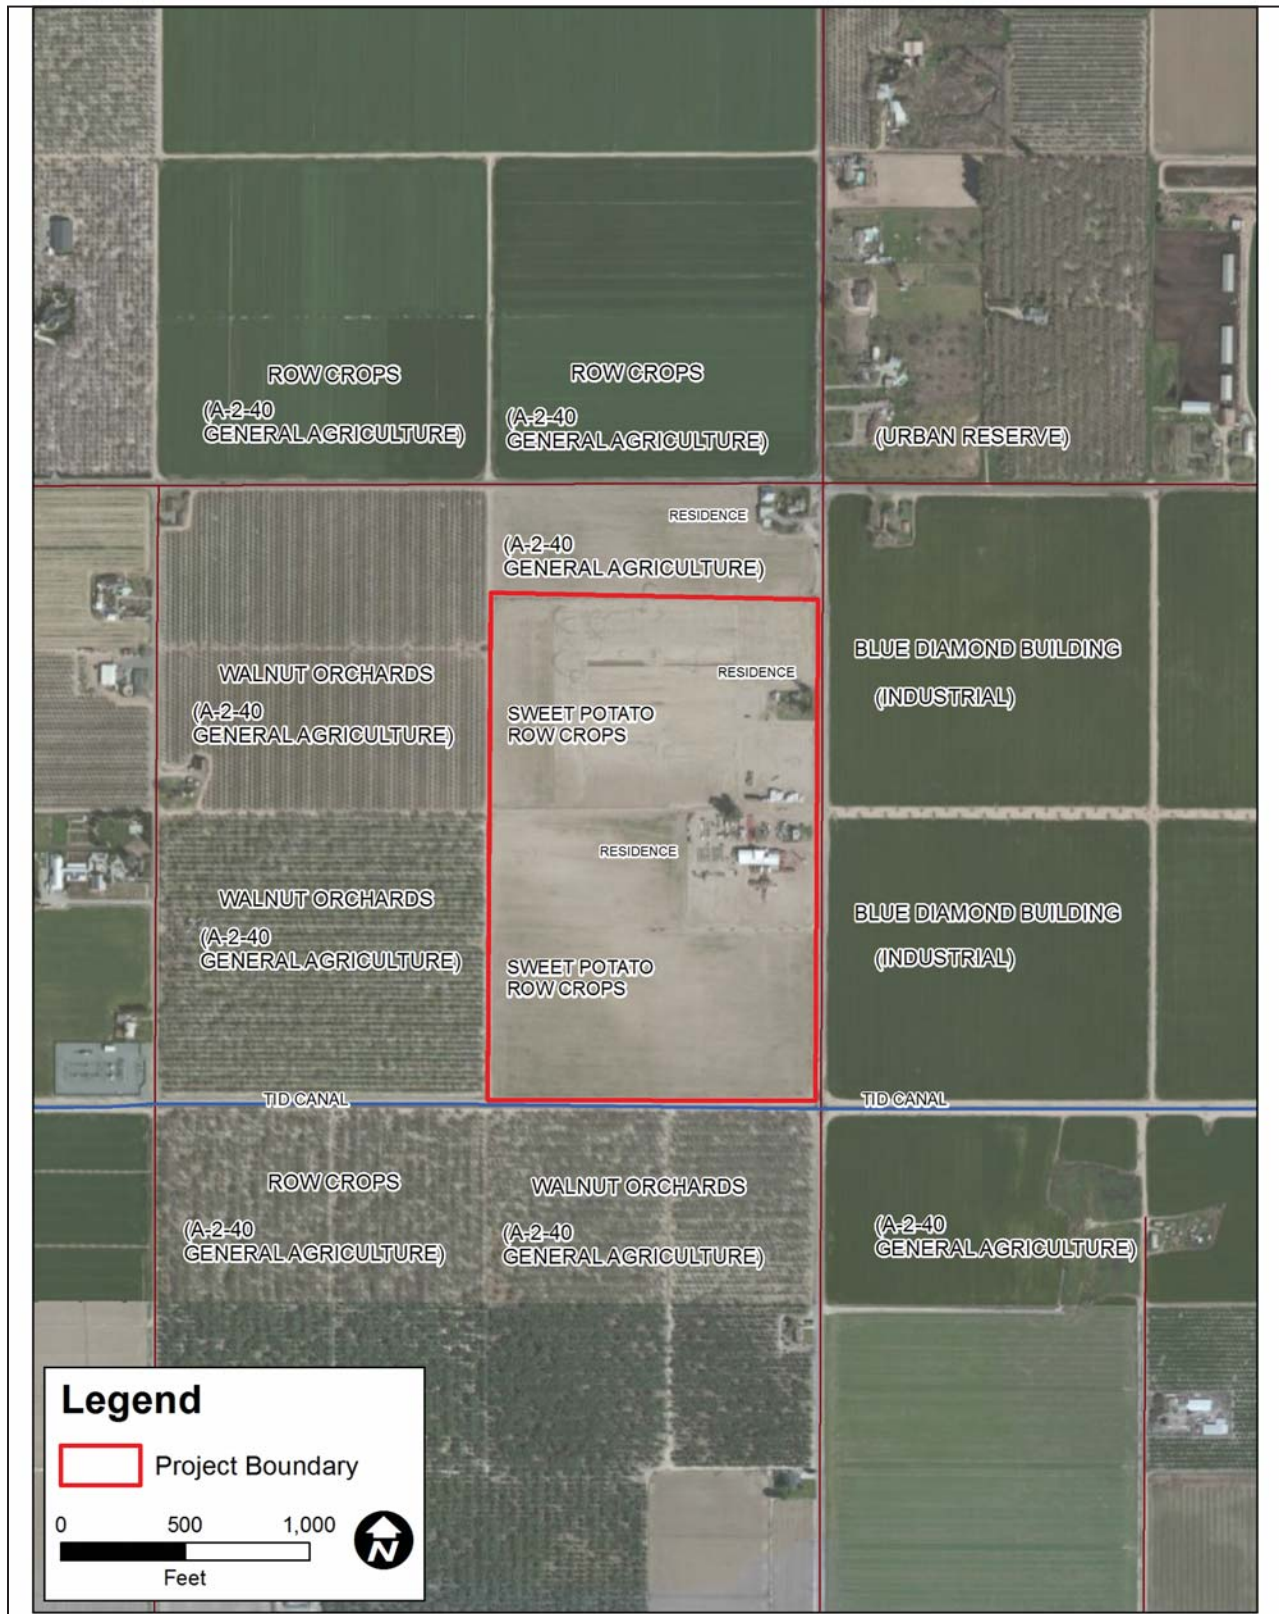 ROW CROPS
(A-2-40
GENERAL AGRICULTURE)
ROW CROPS
(A-2-40
GENERAL AGRICULTURE)
(URBAN RESERVE)
RESIDENCE
(A-2-40
GENERAL AGRICULTURE)
WALNUT ORCHARDS
(A-2-40
GENERAL AGRICULTURE)
RESIDENCE
SWEET POTATO
ROW CROPS
BLUE DIAMOND BUILDING
(INDUSTRIAL)
WALNUT ORCHARDS
(A-2-40
GENERAL AGRICULTURE)
RESIDENCE
SWEET POTATO
ROW CROPS
BLUE DIAMOND BUILDING
(INDUSTRIAL)
TID CANAL
TID CANAL
ROW CROPS
(A-2-40
GENERAL AGRICULTURE)
WALNUT ORCHARDS
(A-2-40
GENERAL AGRICULTURE)
(A-2-40
GENERAL AGRICULTURE)
Legend
Project Boundary
0 500 1,000
Feet
N